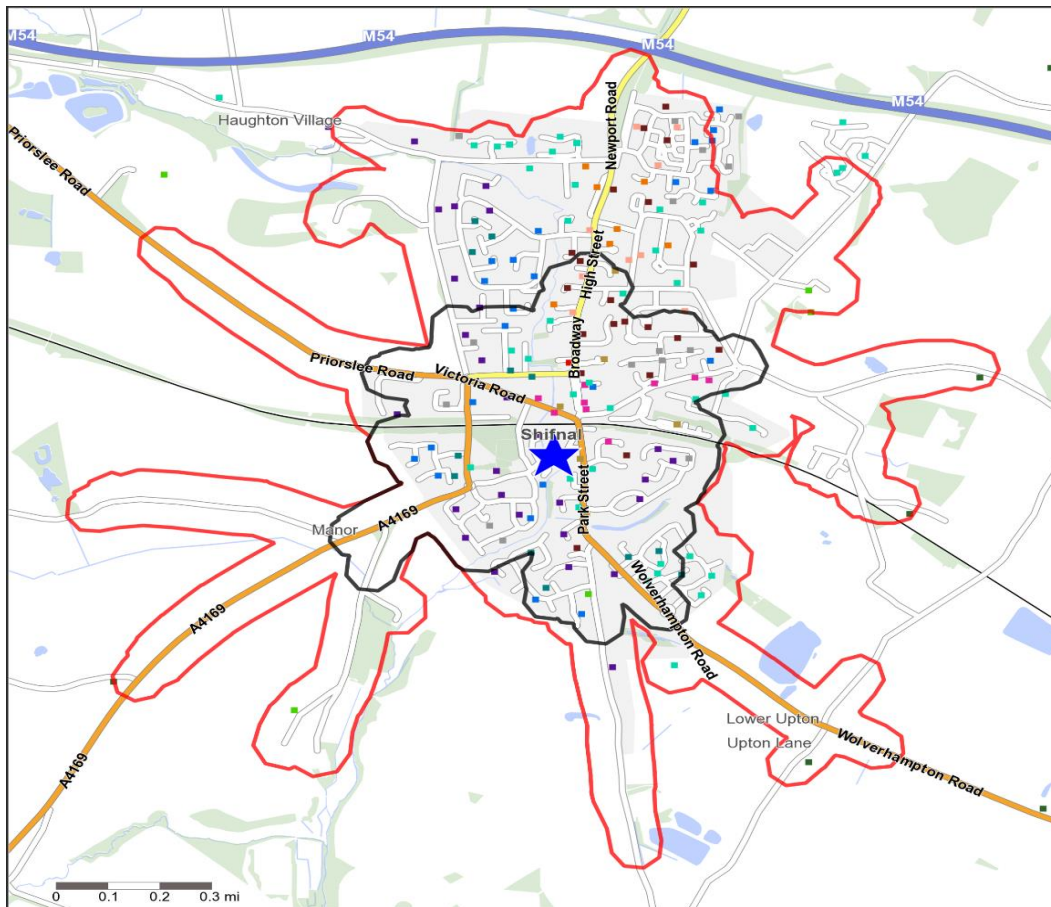 M54
M54
M54
M54
Haughton Village
Newport Road
Priorslee Road
High Street
Broadway
Priorslee Road
Victoria Road
Shifnal
Park Street
Manor
A4169
Wolverhampton Road
A4169
Lower Upton
Upton Lane
Wolverhampton Road
A4169
0 0.1 0.2 0.3 mi